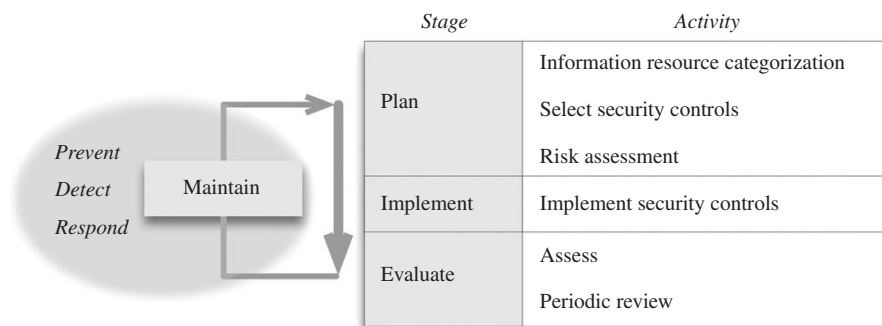 Stage Activity
Prevent
Detect
Respond
Maintain
Plan
Information resource categorization
Select security controls
Risk assessment
Implement
Implement security controls
Evaluate
Assess
Periodic review